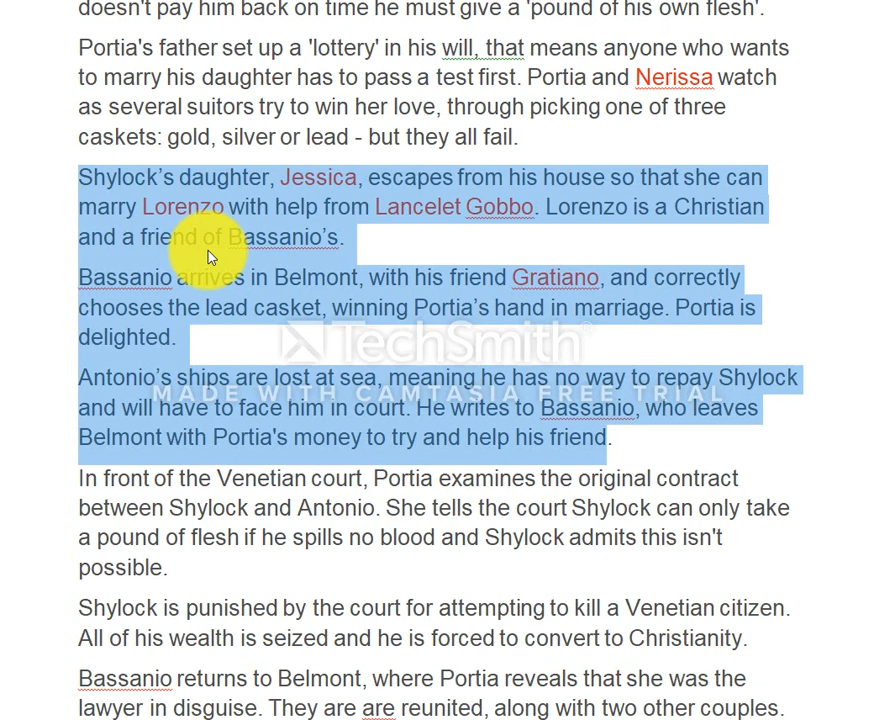 doesn't pay him back on time he must give a 'pound of his own flesh'.
Portia's father set up a 'lottery' in his will, that means anyone who wants
to marry his daughter has to pass a test first. Portia and Nerissa watch
as several suitors try to win her love, through picking one of three
caskets: gold, silver or lead - but they all fail.
Shylock’s daughter, Jessica, escapes from his house so that she can
marry Lorenzo with help from Lancelet Gobbo. Lorenzo is a Christian
and a friend of Bassanio’s.
Bassanio arrives in Belmont, with his friend Gratiano, and correctly
chooses the lead casket, winning Portia’s hand in marriage. Portia is
delighted.
TechSmith®
Antonio’s ships are lost at sea, meaning he has no way to repay Shylock
MADE WITH CAMTASIA FREE TRIAL
and will have to face him in court. He writes to Bassanio, who leaves
Belmont with Portia's money to try and help his friend.
In front of the Venetian court, Portia examines the original contract
between Shylock and Antonio. She tells the court Shylock can only take
a pound of flesh if he spills no blood and Shylock admits this isn't
possible.
Shylock is punished by the court for attempting to kill a Venetian citizen.
All of his wealth is seized and he is forced to convert to Christianity.
Bassanio returns to Belmont, where Portia reveals that she was the
lawyer in disguise. They are are reunited, along with two other couples.